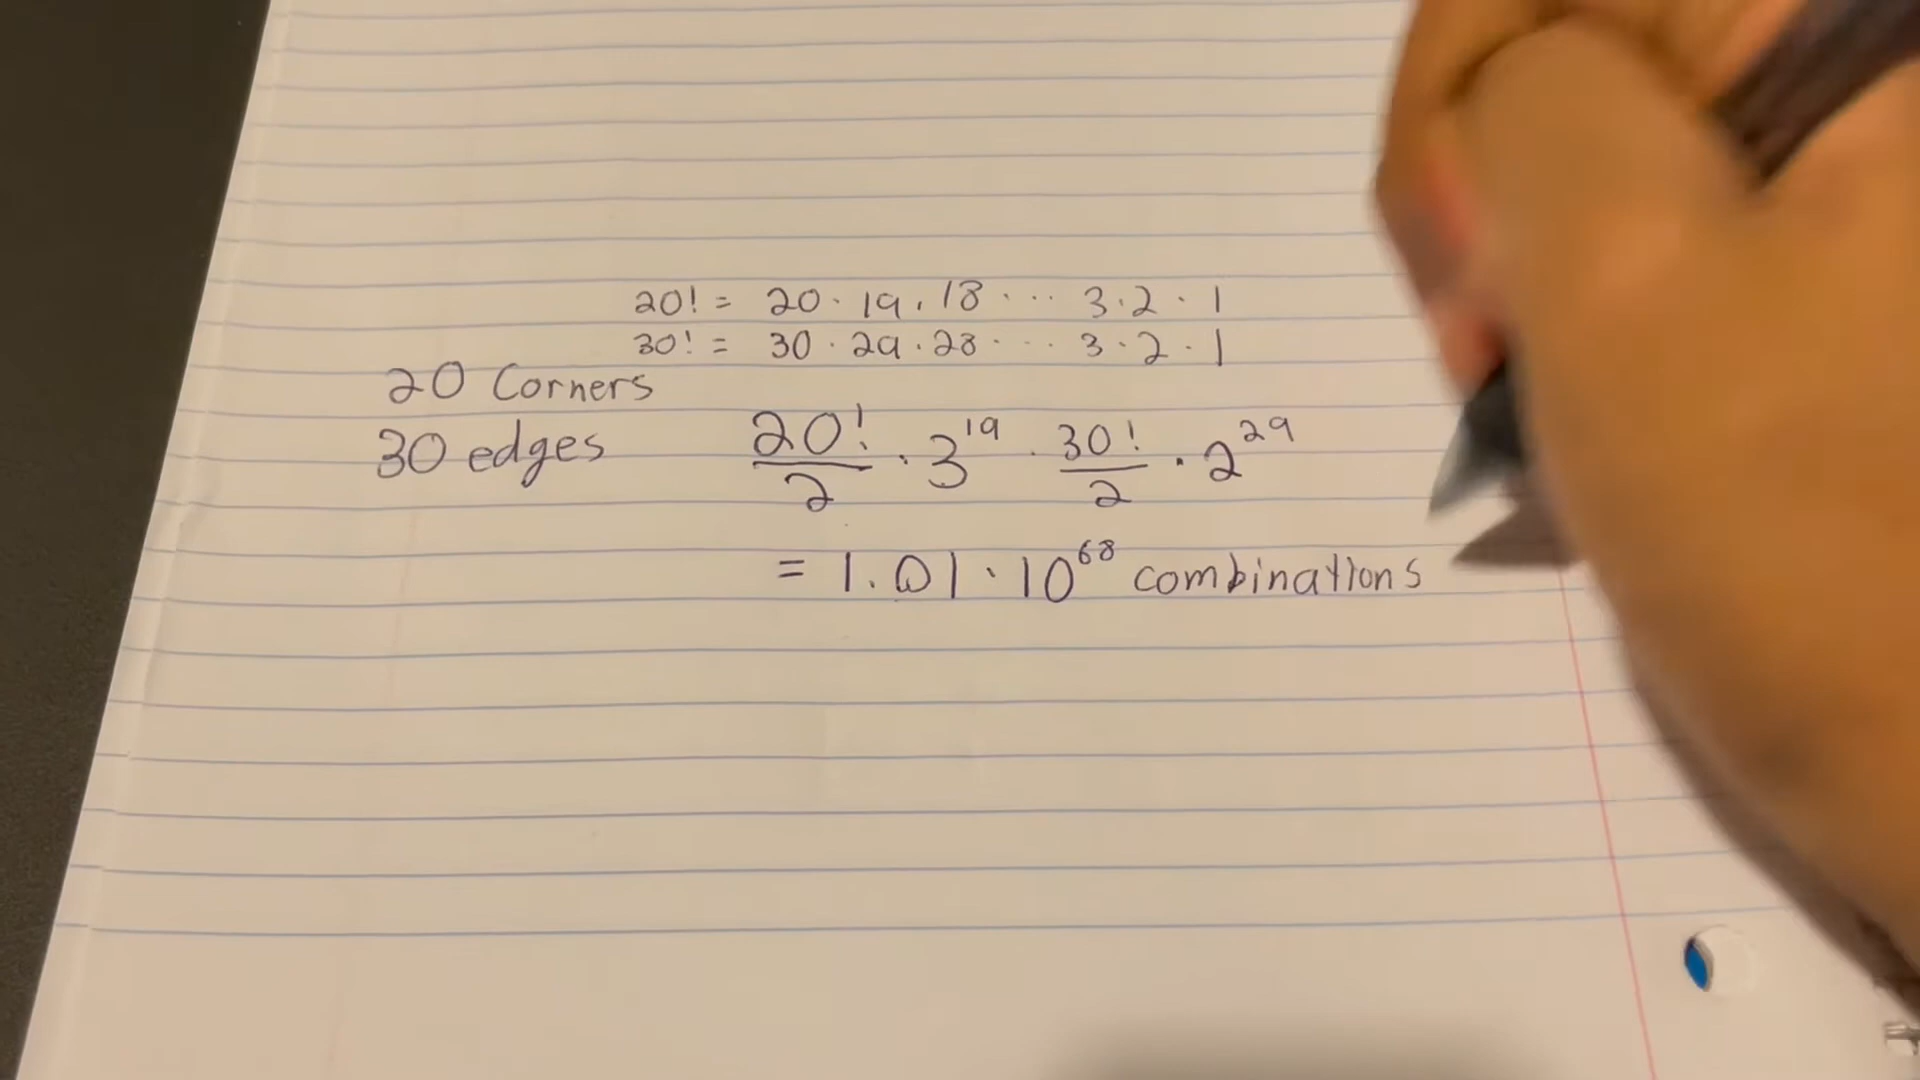 20! = 20 · 19 · 18 · · · 3 · 2 · 1
30! = 30 · 29 · 28 · · · 3 · 2 · 1
20 Corners
30 edges
20!/2 · 3^19 · 30!/2 · 2^29
= 1.01 · 10^68 combinations